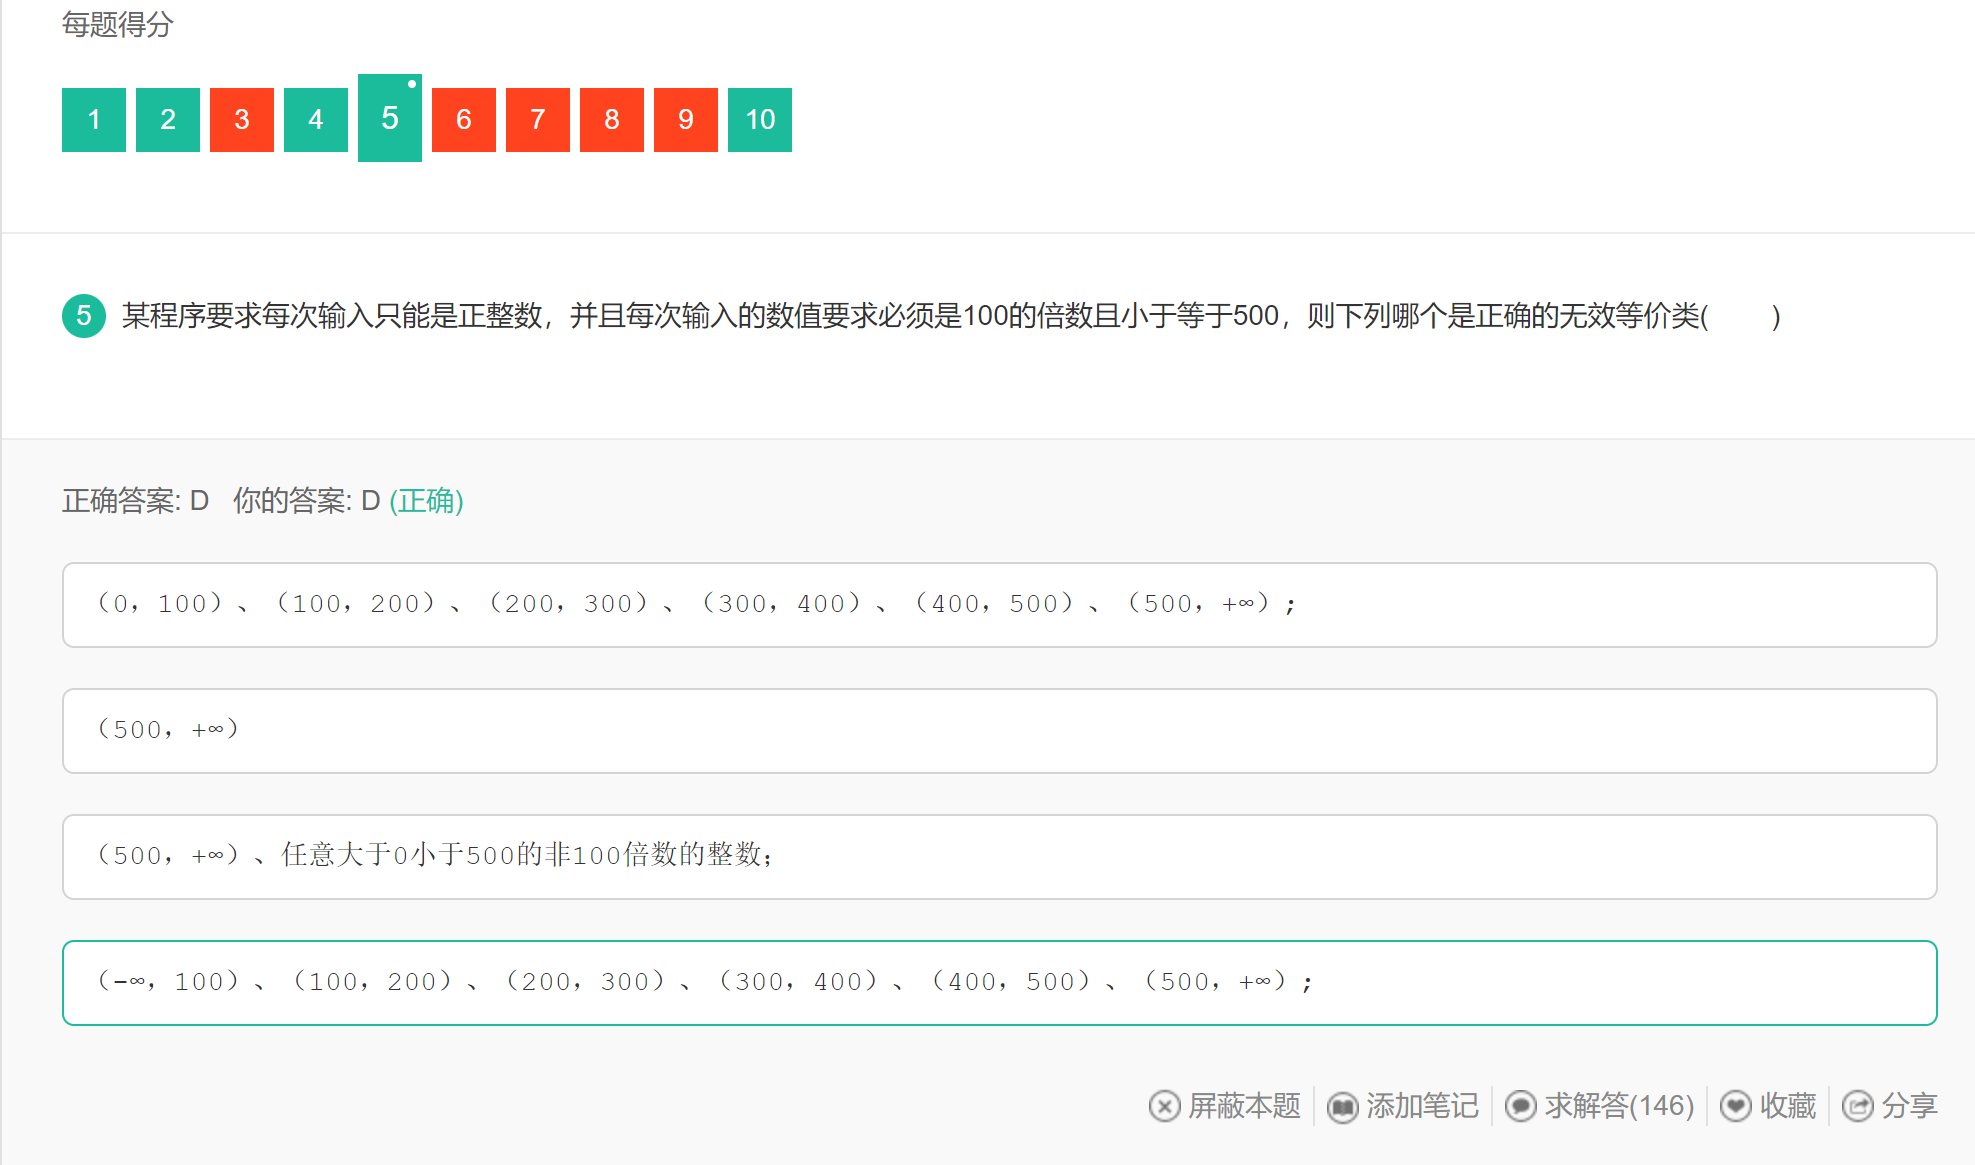 每题得分
1 2 3 4 5 6 7 8 9 10
5 某程序要求每次输入只能是正整数，并且每次输入的数值要求必须是100的倍数且小于等于500，则下列哪个是正确的无效等价类( )
正确答案: D 你的答案: D (正确)
（0，100）、（100，200）、（200，300）、（300，400）、（400，500）、（500，+∞）;
（500，+∞）
（500，+∞）、任意大于0小于500的非100倍数的整数;
（-∞，100）、（100，200）、（200，300）、（300，400）、（400，500）、（500，+∞）;
屏蔽本题 添加笔记 求解答(146) 收藏 分享